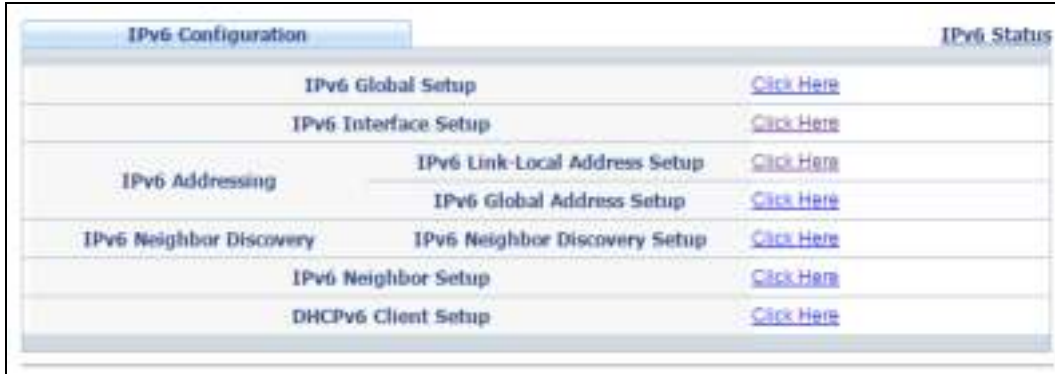 IPv6 Configuration IPv6 Status
IPv6 Global Setup Click Here
IPv6 Interface Setup Click Here
IPv6 Addressing
IPv6 Link-Local Address Setup Click Here
IPv6 Global Address Setup Click Here
IPv6 Neighbor Discovery IPv6 Neighbor Discovery Setup Click Here
IPv6 Neighbor Setup Click Here
DHCPv6 Client Setup Click Here